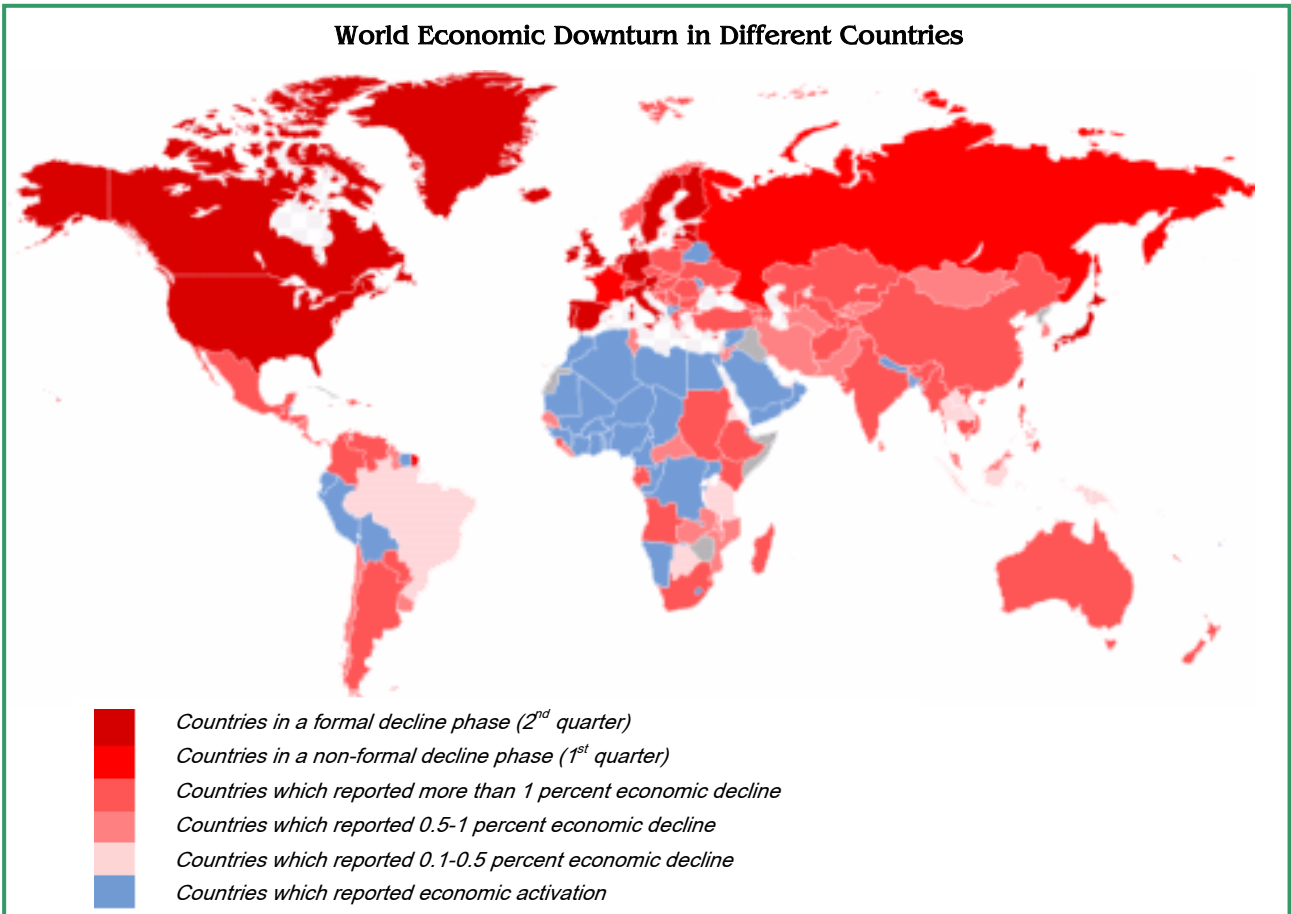 World Economic Downturn in Different Countries
Countries in a formal decline phase (2nd quarter)
Countries in a non-formal decline phase (1st quarter)
Countries which reported more than 1 percent economic decline
Countries which reported 0.5-1 percent economic decline
Countries which reported 0.1-0.5 percent economic decline
Countries which reported economic activation